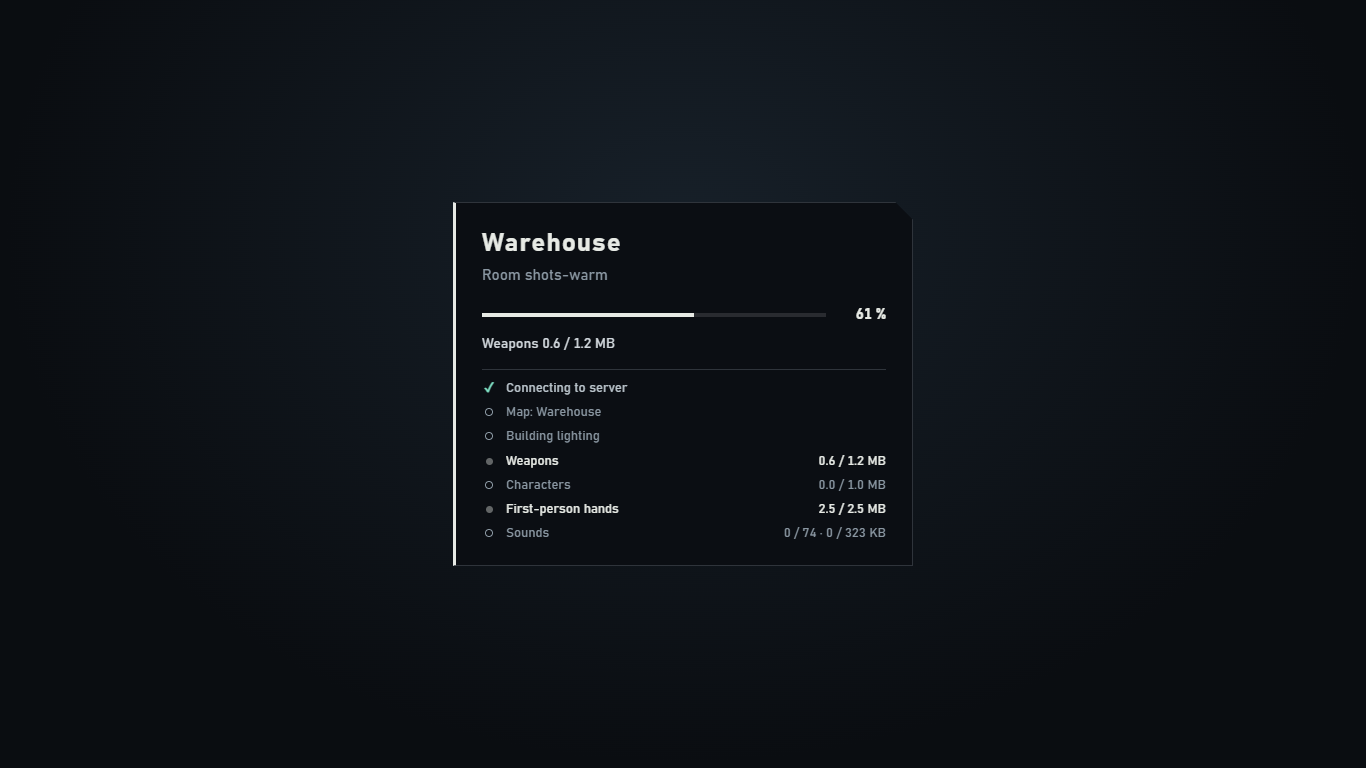 Warehouse
Room shots-warm
61 %
Weapons 0.6 / 1.2 MB
Connecting to server
Map: Warehouse
Building lighting
Weapons 0.6 / 1.2 MB
Characters 0.0 / 1.0 MB
First-person hands 2.5 / 2.5 MB
Sounds 0 / 74 · 0 / 323 KB